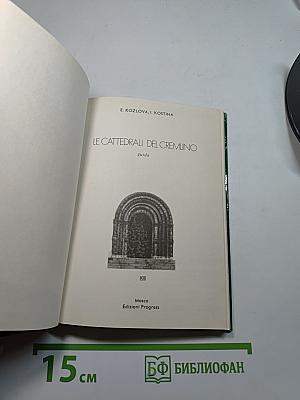 E. KOZLOVA, I. KOSTINA
LE CATTEDRALI DEL CREMLINO
guida
Mosca
Edizioni Progress
15 см
БФ БИБЛИОФАН